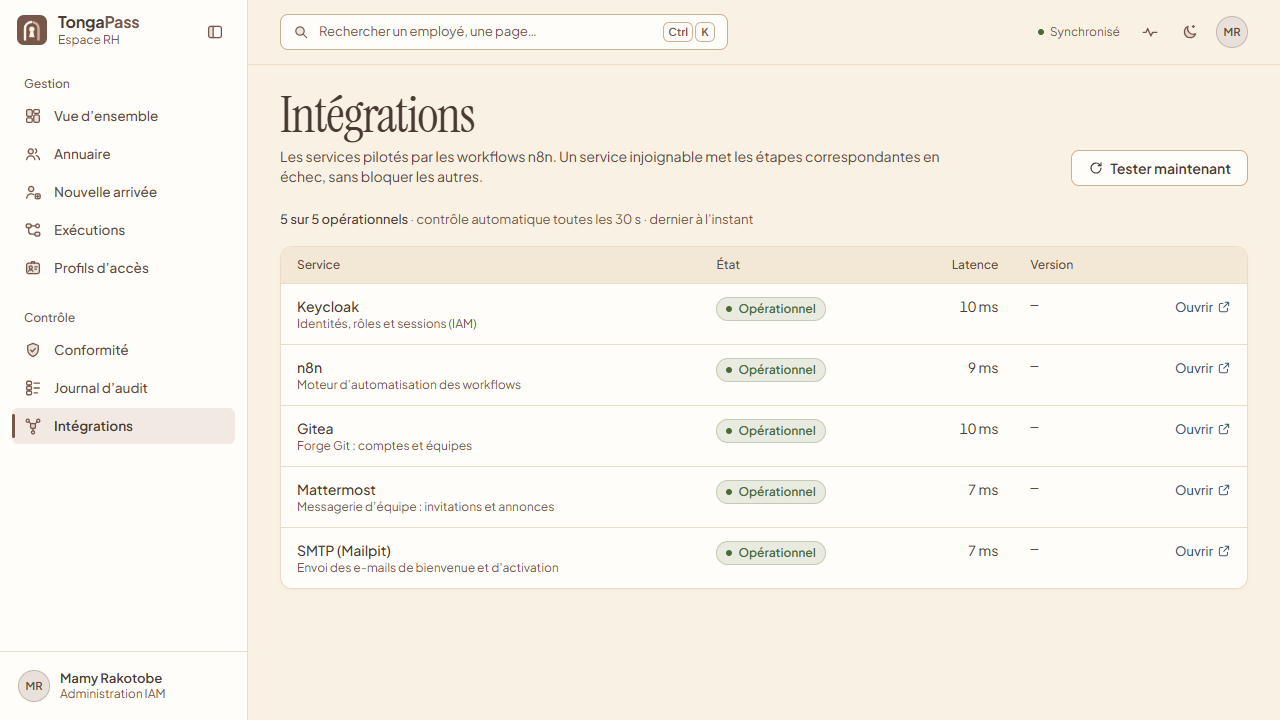 TongaPass
Espace RH
Gestion
Vue d’ensemble
Annuaire
Nouvelle arrivée
Exécutions
Profils d’accès
Contrôle
Conformité
Journal d’audit
Intégrations
MR
Mamy Rakotobe
Administration IAM
Rechercher un employé, une page…
Ctrl K
Synchronisé
MR
Intégrations
Les services pilotés par les workflows n8n. Un service injoignable met les étapes correspondantes en
échec, sans bloquer les autres.
Tester maintenant
5 sur 5 opérationnels · contrôle automatique toutes les 30 s · dernier à l’instant
Service État Latence Version
Keycloak Opérationnel 10 ms – Ouvrir
Identités, rôles et sessions (IAM)
n8n Opérationnel 9 ms – Ouvrir
Moteur d’automatisation des workflows
Gitea Opérationnel 10 ms – Ouvrir
Forge Git : comptes et équipes
Mattermost Opérationnel 7 ms – Ouvrir
Messagerie d’équipe : invitations et annonces
SMTP (Mailpit) Opérationnel 7 ms – Ouvrir
Envoi des e-mails de bienvenue et d’activation